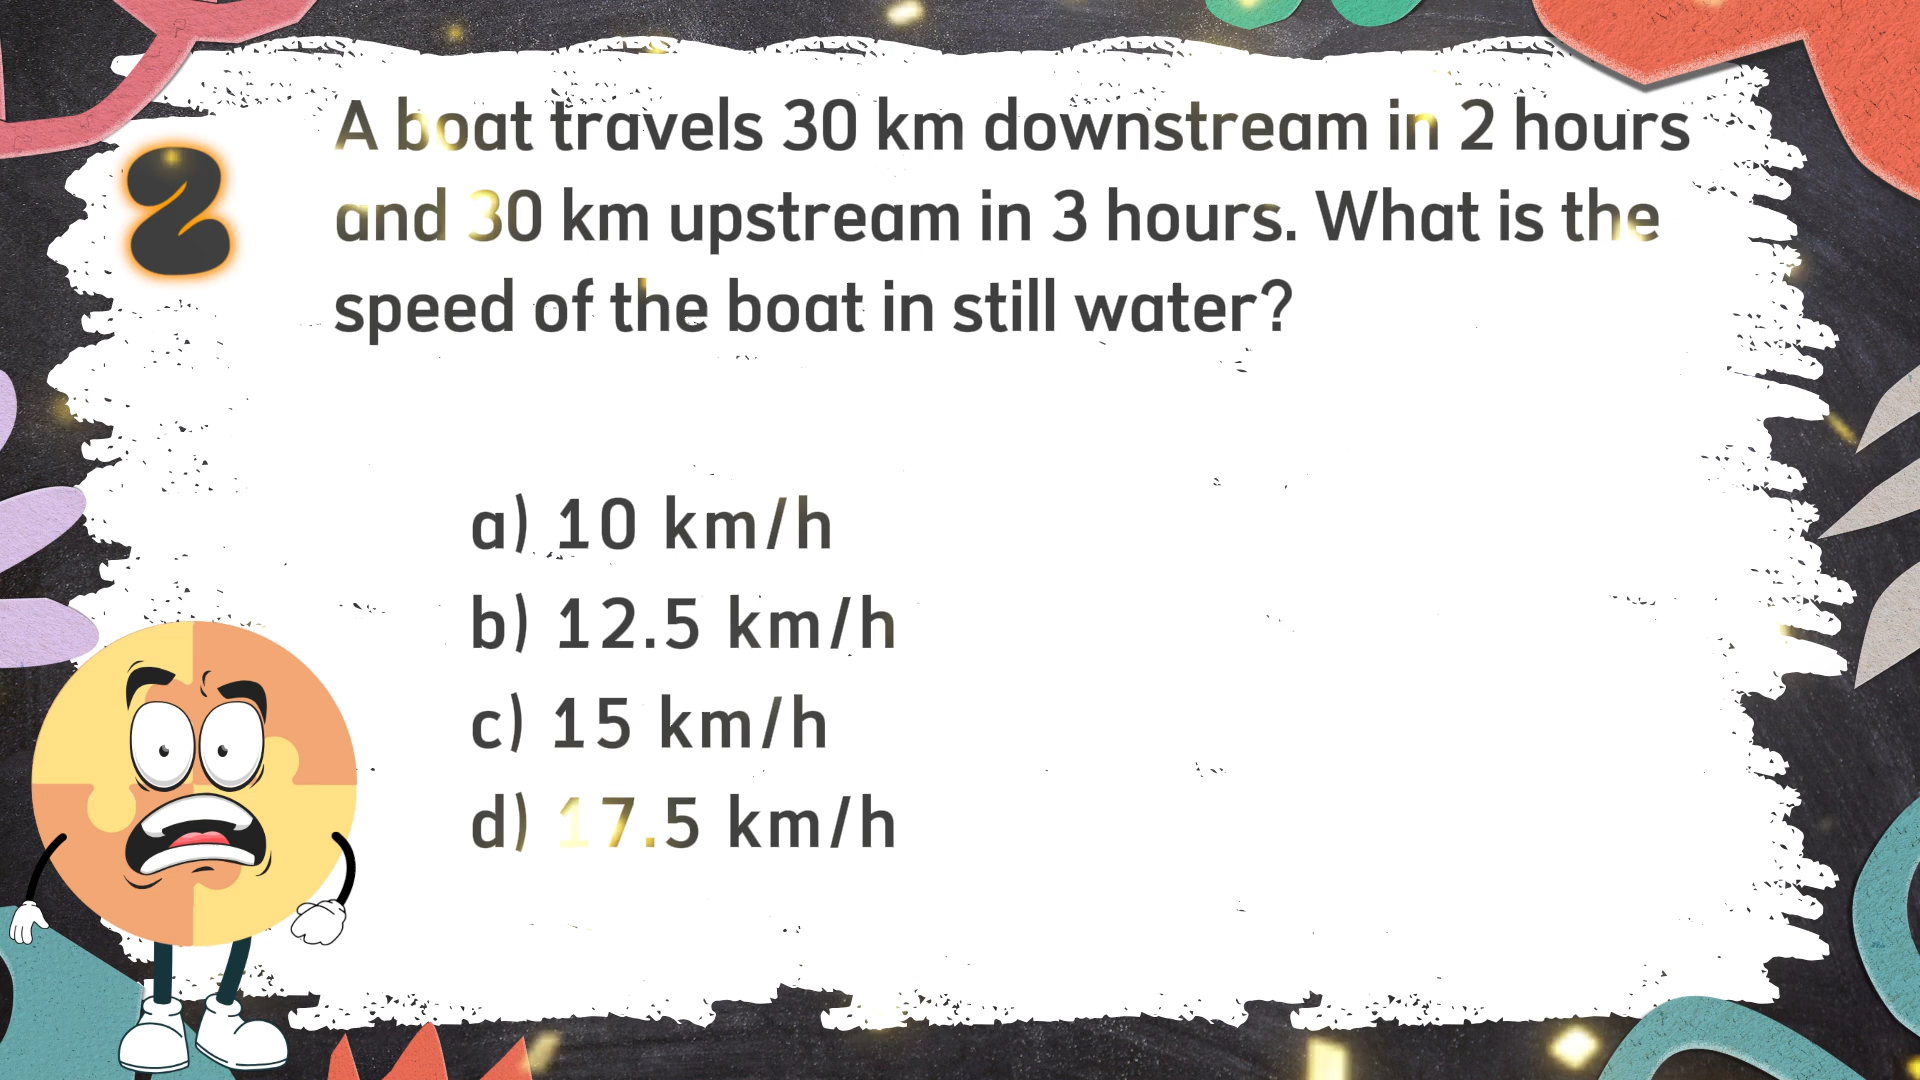 2
A boat travels 30 km downstream in 2 hours
and 30 km upstream in 3 hours. What is the
speed of the boat in still water?
a) 10 km/h
b) 12.5 km/h
c) 15 km/h
d) 17.5 km/h